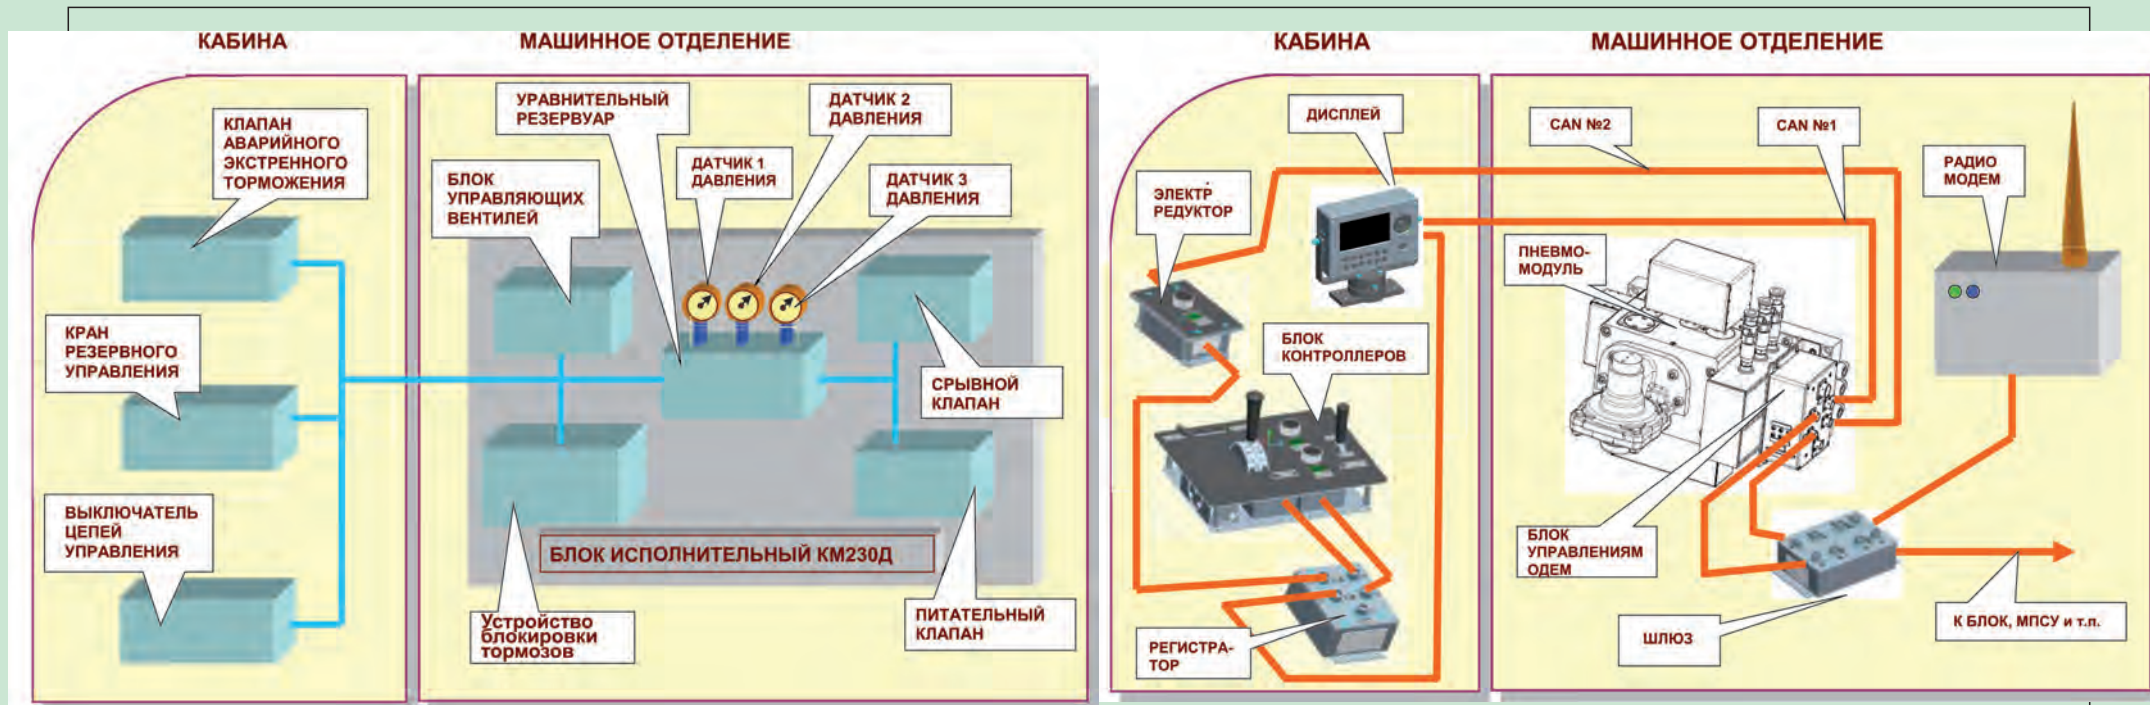 КАБИНА
МАШИННОЕ ОТДЕЛЕНИЕ
КЛАПАН
АВАРИЙНОГО
ЭКСТРЕННОГО
ТОРМОЖЕНИЯ
КРАН
РЕЗЕРВНОГО
УПРАВЛЕНИЯ
ВЫКЛЮЧАТЕЛЬ
ЦЕПЕЙ
УПРАВЛЕНИЯ
УРАВНИТЕЛЬНЫЙ
РЕЗЕРВУАР
ДАТЧИК 2
ДАВЛЕНИЯ
БЛОК
УПРАВЛЯЮЩИХ
ВЕНТИЛЕЙ
ДАТЧИК 1
ДАВЛЕНИЯ
ДАТЧИК 3
ДАВЛЕНИЯ
СРЫВНОЙ
КЛАПАН
БЛОК ИСПОЛНИТЕЛЬНЫЙ КМ230Д
Устройство
блокировки
тормозов
ПИТАТЕЛЬНЫЙ
КЛАПАН
КАБИНА
МАШИННОЕ ОТДЕЛЕНИЕ
ДИСПЛЕЙ
ЭЛЕКТР
РЕДУКТОР
БЛОК
КОНТРОЛЛЕРОВ
РЕГИСТРА-
ТОР
CAN №2
CAN №1
РАДИО
МОДЕМ
ПНЕВМО-
МОДУЛЬ
БЛОК
УПРАВЛЕНИЯМ
ОДЕМ
ШЛЮЗ
К БЛОК, МПСУ и т.п.